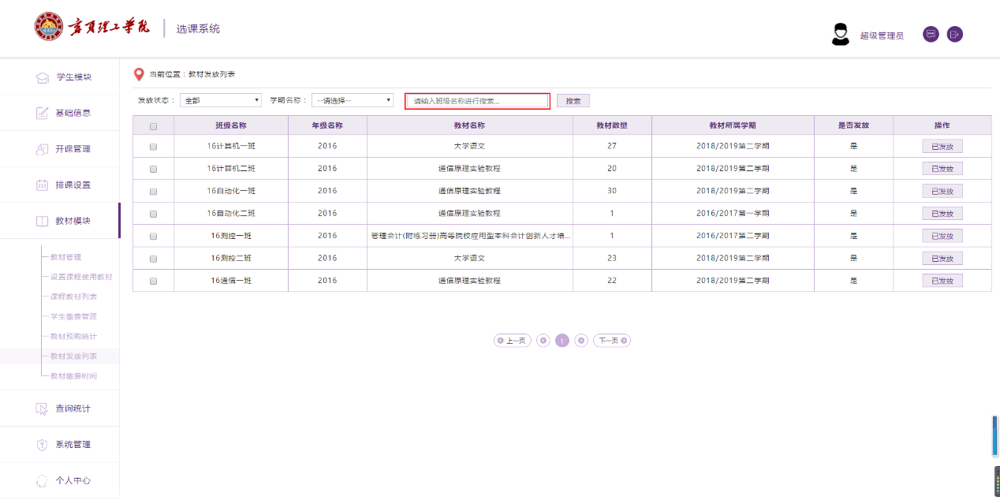 宁夏理工学院
选课系统
超级管理员
学生模块
基础信息
开课管理
排课设置
教材模块
教材管理
设置课程使用教材
课程教材列表
学生缴费管理
教材预购统计
教材发放列表
教材缴费时间
查询统计
系统管理
个人中心
当前位置：教材发放列表
发放状态： 全部 学期名称： --请选择-- 请输入班级名称进行搜索... 搜索
班级名称 年级名称 教材名称 教材数量 教材所属学期 是否发放 操作
16计算机一班 2016 大学语文 27 2018/2019第二学期 是 已发放
16计算机二班 2016 通信原理实验教程 20 2018/2019第二学期 是 已发放
16自动化一班 2016 通信原理实验教程 30 2018/2019第二学期 是 已发放
16自动化二班 2016 通信原理实验教程 1 2016/2017第一学期 是 已发放
16测控一班 2016 管理会计(附练习册)高等院校应用型本科会计创新人才培... 1 2016/2017第二学期 是 已发放
16测控二班 2016 大学语文 23 2018/2019第二学期 是 已发放
16通信一班 2016 通信原理实验教程 22 2018/2019第二学期 是 已发放
上一页 1 下一页